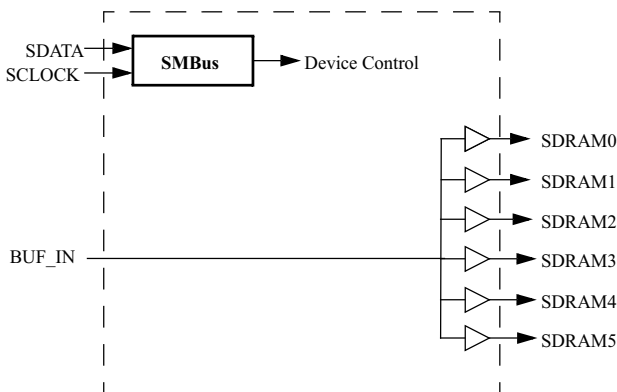 SDATA
SCLOCK
SMBus
Device Control
BUF_IN
SDRAM0
SDRAM1
SDRAM2
SDRAM3
SDRAM4
SDRAM5